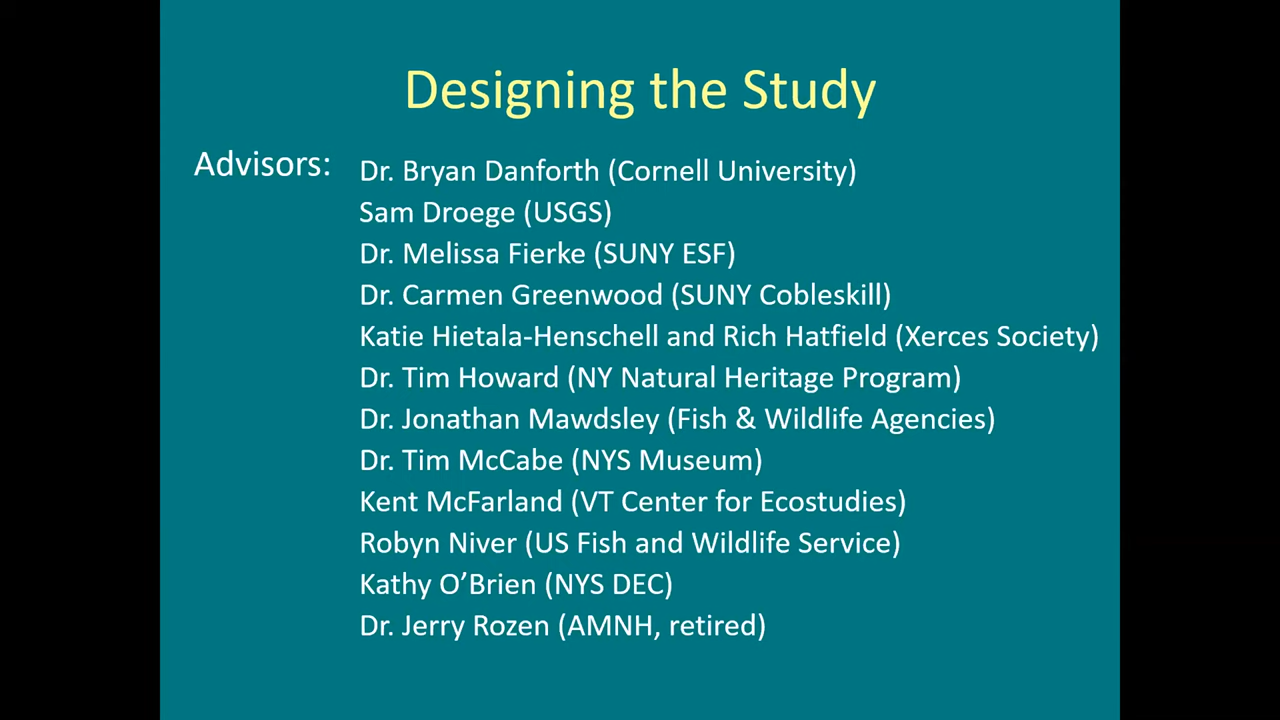 Designing the Study
Advisors:
Dr. Bryan Danforth (Cornell University)
Sam Droege (USGS)
Dr. Melissa Fierke (SUNY ESF)
Dr. Carmen Greenwood (SUNY Cobleskill)
Katie Hietala-Henschell and Rich Hatfield (Xerces Society)
Dr. Tim Howard (NY Natural Heritage Program)
Dr. Jonathan Mawdsley (Fish & Wildlife Agencies)
Dr. Tim McCabe (NYS Museum)
Kent McFarland (VT Center for Ecostudies)
Robyn Niver (US Fish and Wildlife Service)
Kathy O’Brien (NYS DEC)
Dr. Jerry Rozen (AMNH, retired)